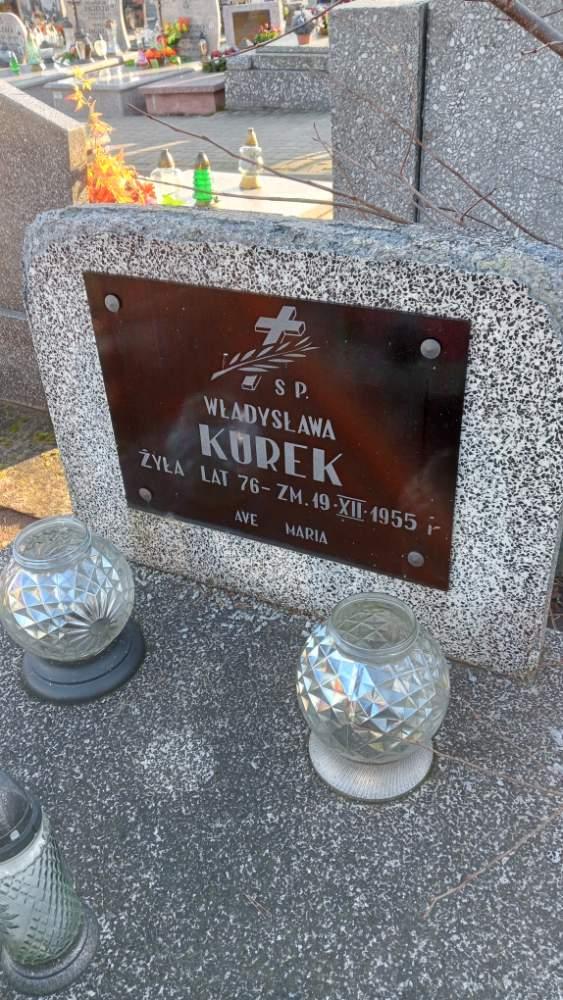 S P.
WŁADYSŁAWA
KUREK
ŻYŁA LAT 76 – ZM. 19·XII·1955 r
AVE MARIA